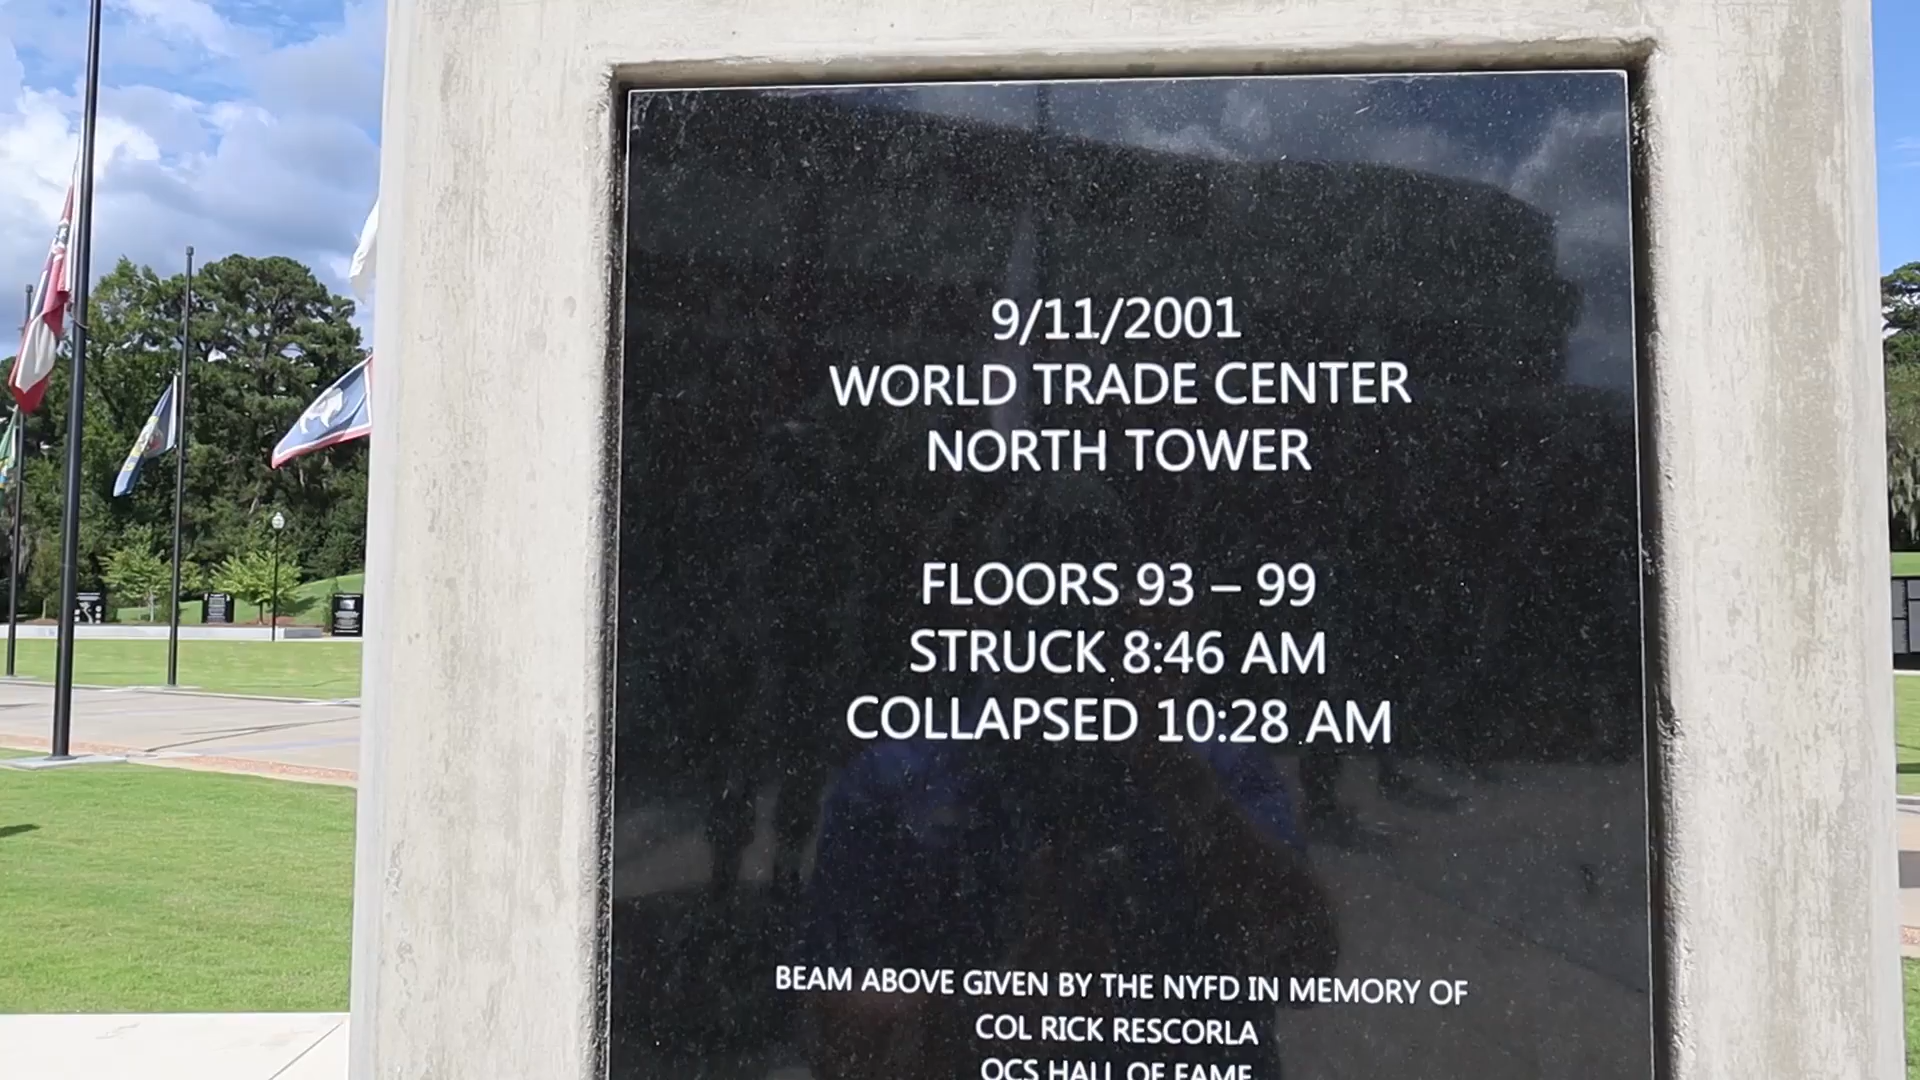 9/11/2001
WORLD TRADE CENTER
NORTH TOWER
FLOORS 93 – 99
STRUCK 8:46 AM
COLLAPSED 10:28 AM
BEAM ABOVE GIVEN BY THE NYFD IN MEMORY OF
COL RICK RESCORLA
OCS HALL OF FAME